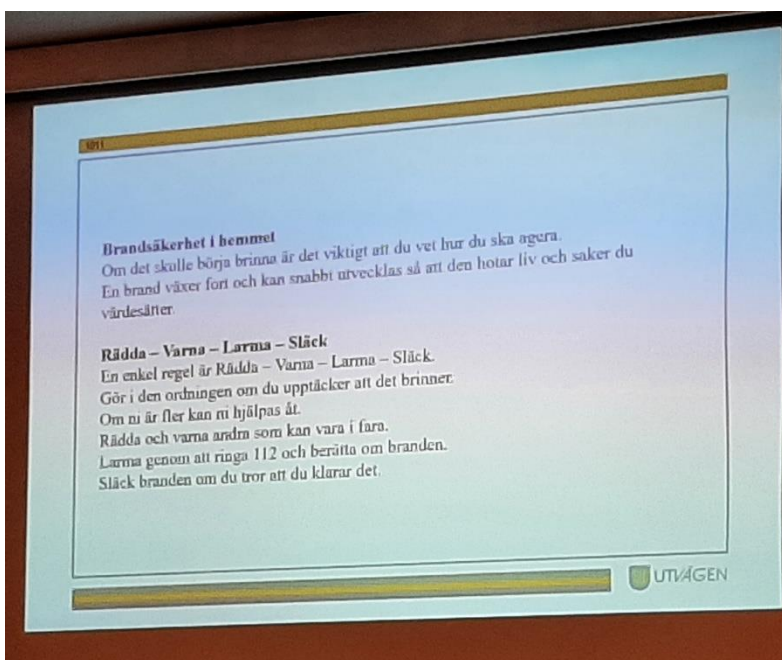 1011
Brandsäkerhet i hemmet
Om det skulle börja brinna är det viktigt att du vet hur du ska agera.
En brand växer fort och kan snabbt utvecklas så att den hotar liv och saker du
värdesätter.
Rädda – Varna – Larma – Släck
En enkel regel är Rädda – Varna – Larma – Släck.
Gör i den ordningen om du upptäcker att det brinner.
Om ni är fler kan ni hjälpas åt.
Rädda och varna andra som kan vara i fara.
Larma genom att ringa 112 och berätta om branden.
Släck branden om du tror att du klarar det.
UTVÄGEN